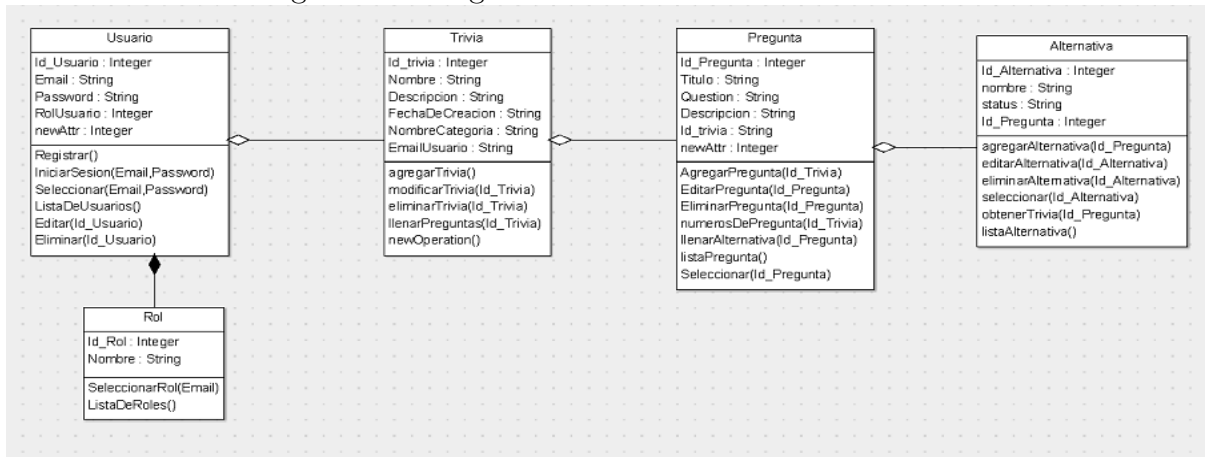 Usuario
Id_Usuario : Integer
Email : String
Password : String
RolUsuario : Integer
newAttr : Integer
Registrar()
IniciarSesion(Email,Password)
Seleccionar(Email,Password)
ListaDeUsuarios()
Editar(Id_Usuario)
Eliminar(Id_Usuario)
Trivia
Id_trivia : Integer
Nombre : String
Descripcion : String
FechaDeCreacion : String
NombreCategoria : String
EmailUsuario : String
agregarTrivia()
modificarTrivia(Id_Trivia)
eliminarTrivia(Id_Trivia)
llenarPreguntas(Id_Trivia)
newOperation()
Pregunta
Id_Pregunta : Integer
Titulo : String
Question : String
Descripcion : String
Id_trivia : String
newAttr : Integer
AgregarPregunta(Id_Trivia)
EditarPregunta(Id_Pregunta)
EliminarPregunta(Id_Pregunta)
numerosDePregunta(Id_Trivia)
llenarAlternativa(Id_Pregunta)
listaPregunta()
Seleccionar(Id_Pregunta)
Alternativa
Id_Alternativa : Integer
nombre : String
status : String
Id_Pregunta : Integer
agregarAlternativa(Id_Pregunta)
editarAlternativa(Id_Alternativa)
eliminarAlternativa(Id_Alternativa)
seleccionar(Id_Alternativa)
obtenerTrivia(Id_Pregunta)
listaAlternativa()
Rol
Id_Rol : Integer
Nombre : String
SeleccionarRol(Email)
ListaDeRoles()